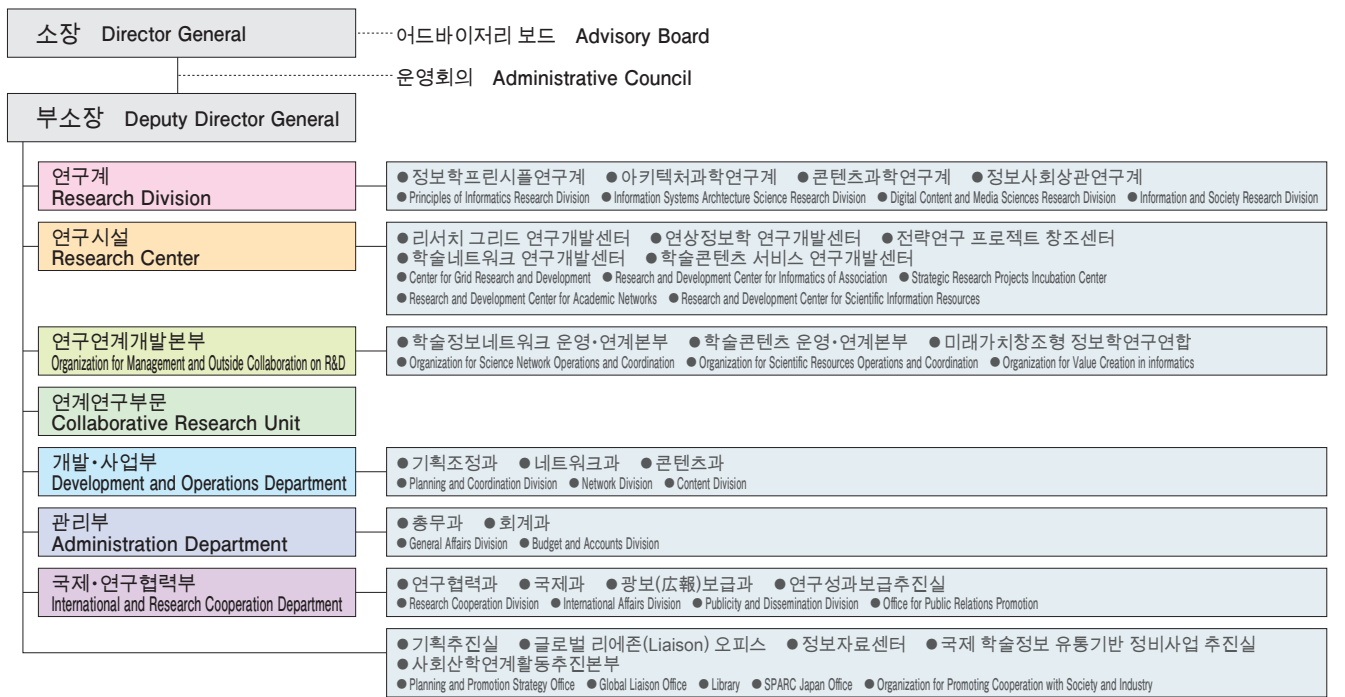 소장 Director General
어드바이저리 보드 Advisory Board
운영회의 Administrative Council
부소장 Deputy Director General
연구계
Research Division
●정보학프린시플연구계 ●아키텍처과학연구계 ●콘텐츠과학연구계 ●정보사회상관연구계
●Principles of Informatics Research Division ●Information Systems Archtecture Science Research Division ●Digital Content and Media Sciences Research Division ●Information and Society Research Division
연구시설
Research Center
●리서치 그리드 연구개발센터 ●연상정보학 연구개발센터 ●전략연구 프로젝트 창조센터
●학술네트워크 연구개발센터 ●학술콘텐츠 서비스 연구개발센터
●Center for Grid Research and Development ●Research and Development Center for Informatics of Association ●Strategic Research Projects Incubation Center
●Research and Development Center for Academic Networks ●Research and Development Center for Scientific Information Resources
연구연계개발본부
Organization for Management and Outside Collaboration on R&D
●학술정보네트워크 운영·연계본부 ●학술콘텐츠 운영·연계본부 ●미래가치창조형 정보학연구연합
●Organization for Science Network Operations and Coordination ●Organization for Scientific Resources Operations and Coordination ●Organization for Value Creation in informatics
연계연구부문
Collaborative Research Unit
개발·사업부
Development and Operations Department
●기획조정과 ●네트워크과 ●콘텐츠과
●Planning and Coordination Division ●Network Division ●Content Division
관리부
Administration Department
●총무과 ●회계과
●General Affairs Division ●Budget and Accounts Division
국제·연구협력부
International and Research Cooperation Department
●연구협력과 ●국제과 ●광보(広報)보급과 ●연구성과보급추진실
●Research Cooperation Division ●International Affairs Division ●Publicity and Dissemination Division ●Office for Public Relations Promotion
●기획추진실 ●글로벌 리에존(Liaison) 오피스 ●정보자료센터 ●국제 학술정보 유통기반 정비사업 추진실
●사회산학연계활동추진본부
●Planning and Promotion Strategy Office ●Global Liaison Office ●Library ●SPARC Japan Office ●Organization for Promoting Cooperation with Society and Industry